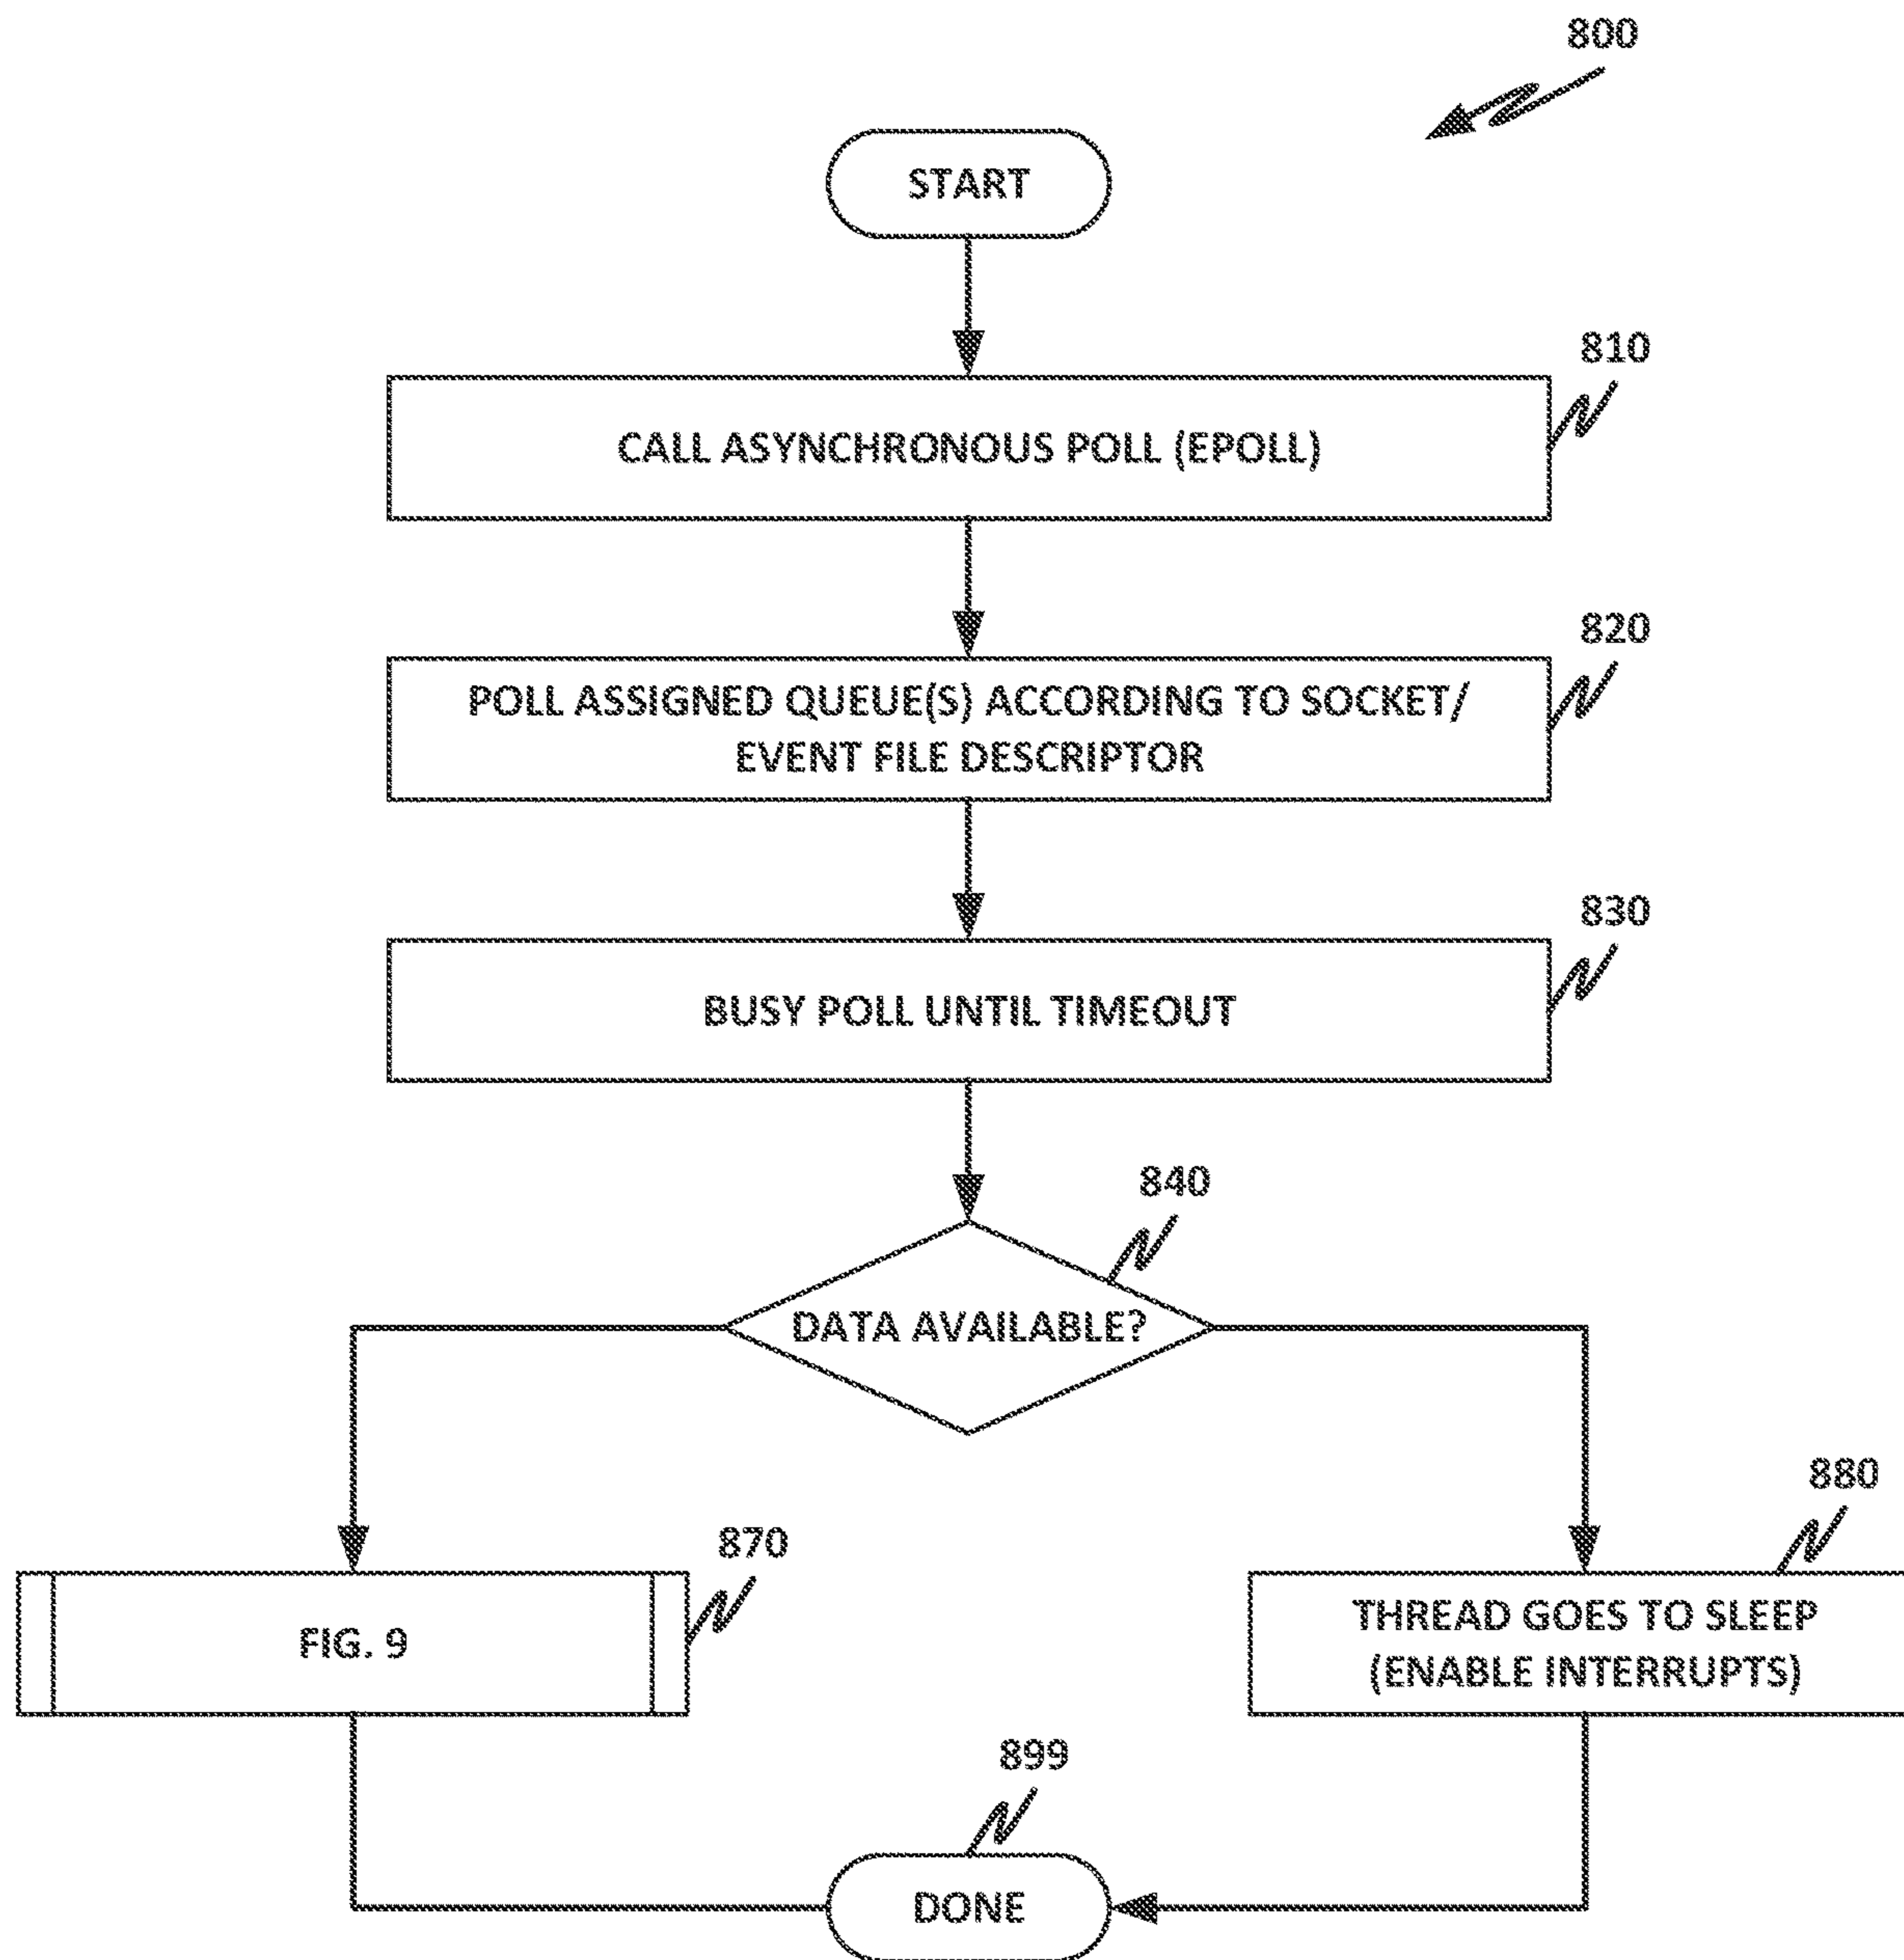 800
START
810
CALL ASYNCHRONOUS POLL (EPOLL)
820
POLL ASSIGNED QUEUE(S) ACCORDING TO SOCKET/
EVENT FILE DESCRIPTOR
830
BUSY POLL UNTIL TIMEOUT
840
DATA AVAILABLE?
870
FIG. 9
880
THREAD GOES TO SLEEP
(ENABLE INTERRUPTS)
899
DONE